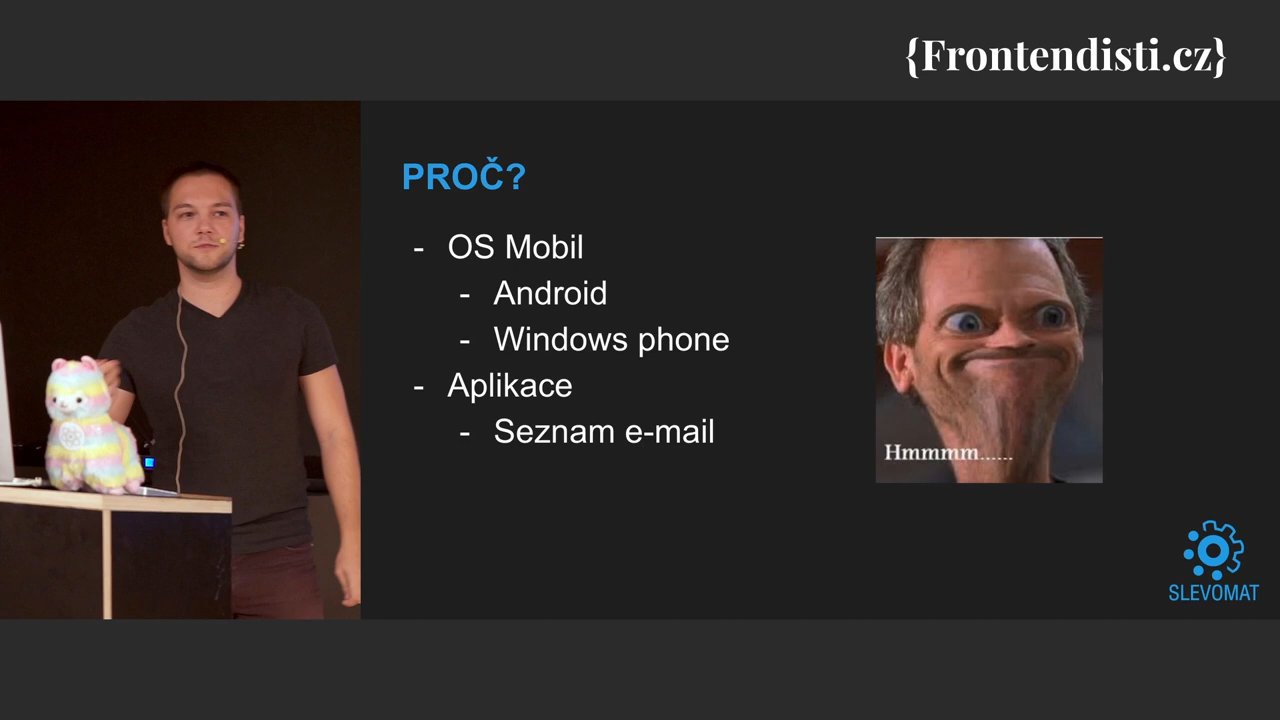 {Frontendisti.cz}
PROČ?
- OS Mobil
- Android
- Windows phone
- Aplikace
- Seznam e-mail
Hmmmm......
SLEVOMAT